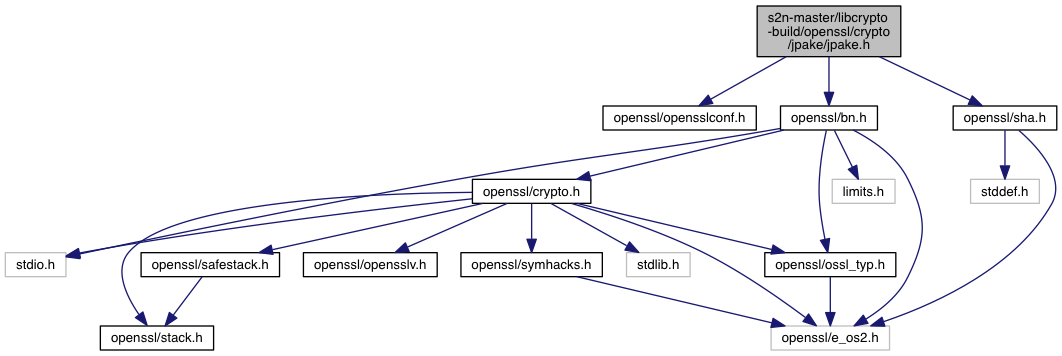 s2n-master/libcrypto
-build/openssl/crypto
/jpake/jpake.h
openssl/opensslconf.h
openssl/bn.h
openssl/sha.h
openssl/crypto.h
limits.h
stddef.h
stdio.h
openssl/safestack.h
openssl/opensslv.h
openssl/symhacks.h
stdlib.h
openssl/ossl_typ.h
openssl/stack.h
openssl/e_os2.h